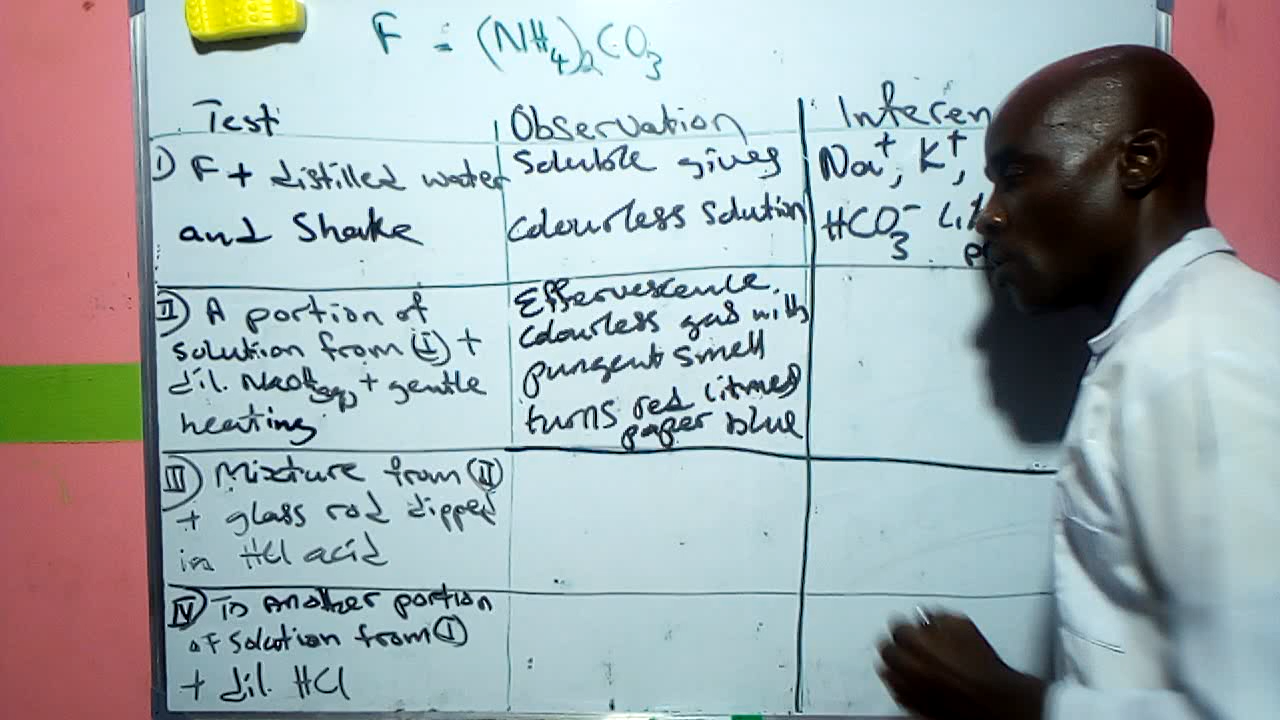 F = (NH4)2CO3
Test
Observation
Inferen
I) F + distilled water
and Shake
Soluble gives
colourless solution
Na+, K+,
HCO3- Lit
II) A portion of
solution from (I) +
dil. NaOH(aq) + gentle
heating
Effervescence.
colourless gas with
pungent smell
turns red litmus
paper blue
III) Mixture from (II)
+ glass rod dipped
in HCl acid
IV) To Another portion
of solution from (I)
+ dil. HCl